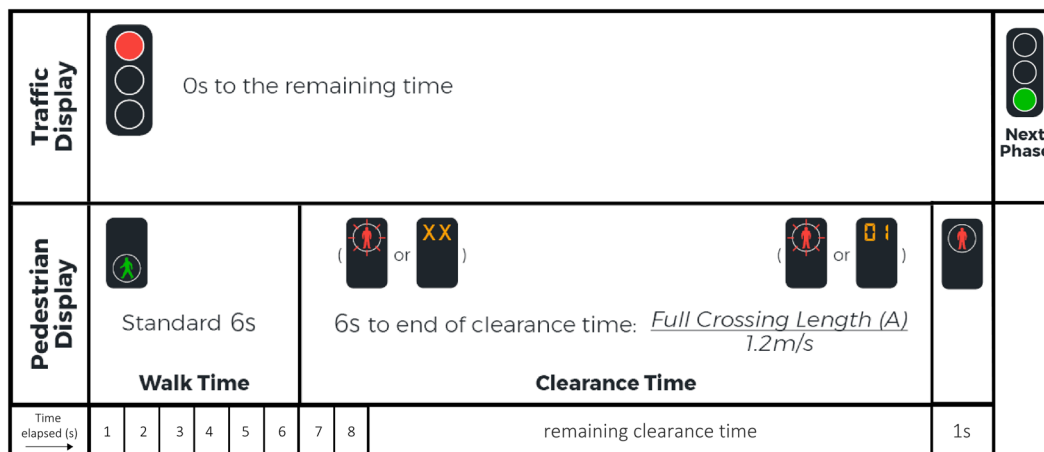 Traffic
Display
0s to the remaining time
Next
Phase
Pedestrian
Display
( or XX )
( or 01 )
Standard 6s
6s to end of clearance time: Full Crossing Length (A)
1.2m/s
Walk Time
Clearance Time
Time
elapsed (s)
1 2 3 4 5 6 7 8 remaining clearance time 1s